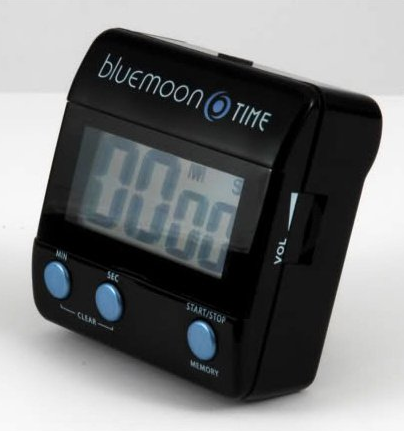 bluemoon TIME
M S
00 00
VOL
MIN SEC START/STOP
CLEAR MEMORY